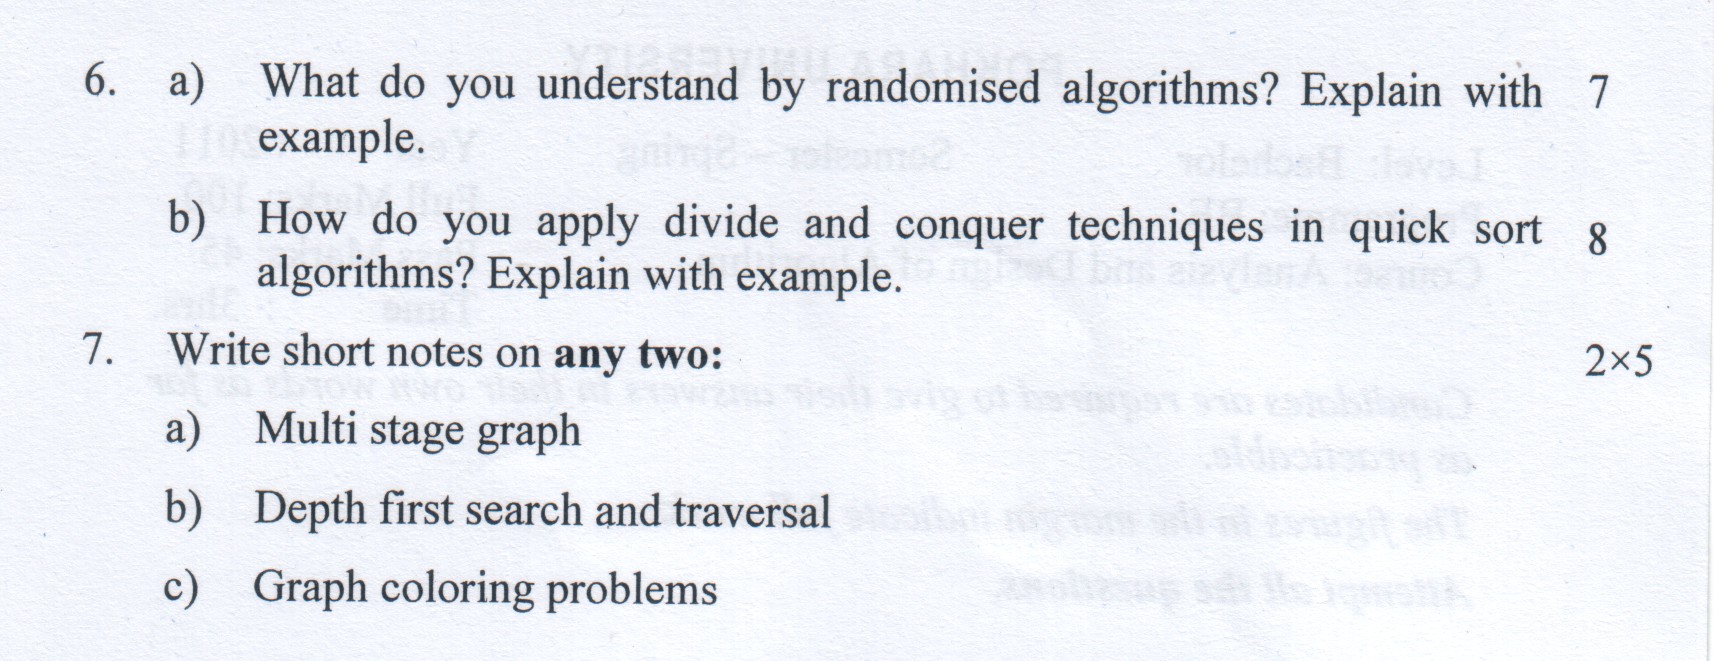 6. a) What do you understand by randomised algorithms? Explain with 7
example.
b) How do you apply divide and conquer techniques in quick sort 8
algorithms? Explain with example.
7. Write short notes on any two: 2×5
a) Multi stage graph
b) Depth first search and traversal
c) Graph coloring problems